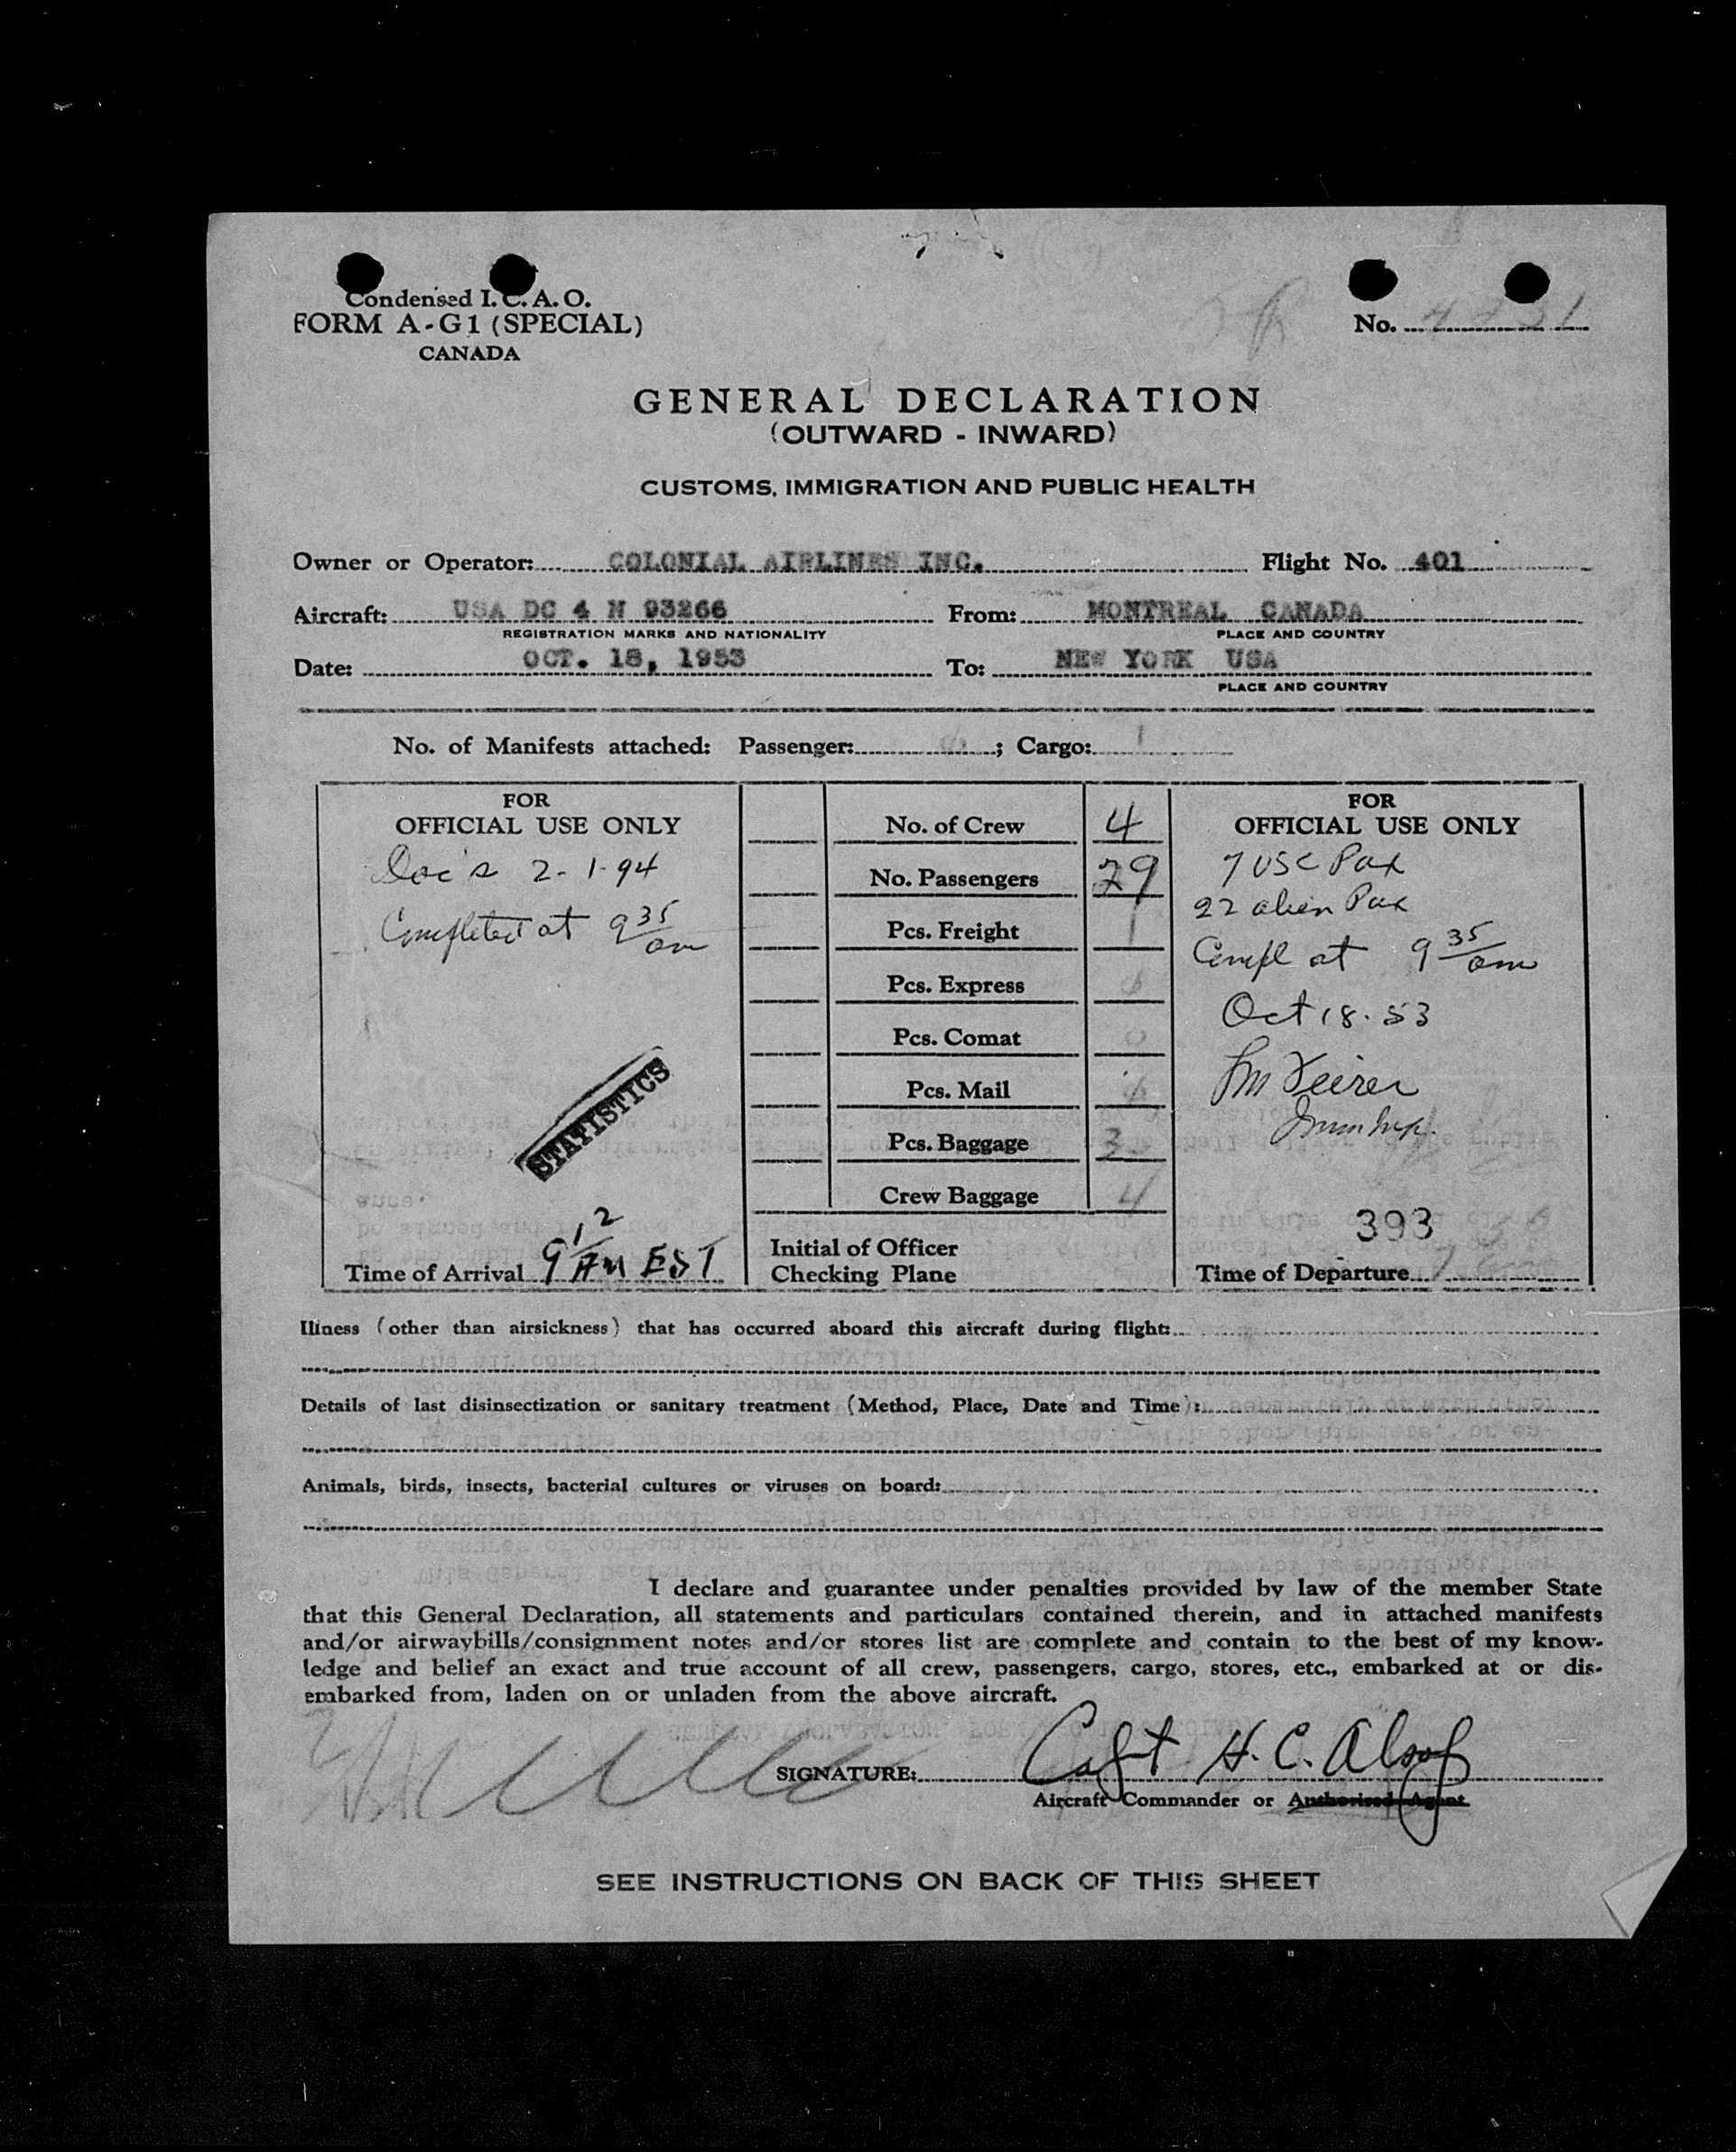 Condensed I. C. A. O.
FORM A-G1 (SPECIAL)
CANADA
No.
GENERAL DECLARATION
(OUTWARD - INWARD)
CUSTOMS, IMMIGRATION AND PUBLIC HEALTH
Owner or Operator: COLONIAL AIRLINES INC. Flight No. 401
Aircraft: USA DC 4 N 93266 From: MONTREAL CANADA
REGISTRATION MARKS AND NATIONALITY PLACE AND COUNTRY
Date: OCT. 18, 1953 To: NEW YORK USA
PLACE AND COUNTRY
No. of Manifests attached: Passenger: ; Cargo: 1
FOR
OFFICIAL USE ONLY
Doc's 2-1-94
Completed at 9 35 am
STATISTICS
Time of Arrival 9 12 AM EST
No. of Crew 4
No. Passengers 29
Pcs. Freight 1
Pcs. Express
Pcs. Comat 0
Pcs. Mail
Pcs. Baggage 3
Crew Baggage 4
Initial of Officer
Checking Plane
FOR
OFFICIAL USE ONLY
7 USC Pax
22 alien Pax
Compl at 9 35 am
Oct 18. 53
393
Time of Departure 7
Illness (other than airsickness) that has occurred aboard this aircraft during flight:
Details of last disinsectization or sanitary treatment (Method, Place, Date and Time):
Animals, birds, insects, bacterial cultures or viruses on board:
I declare and guarantee under penalties provided by law of the member State
that this General Declaration, all statements and particulars contained therein, and in attached manifests
and/or airwaybills/consignment notes and/or stores list are complete and contain to the best of my know-
ledge and belief an exact and true account of all crew, passengers, cargo, stores, etc., embarked at or dis-
embarked from, laden on or unladen from the above aircraft.
SIGNATURE: Capt H. C. Alsop
Aircraft Commander or Authorized Agent
SEE INSTRUCTIONS ON BACK OF THIS SHEET